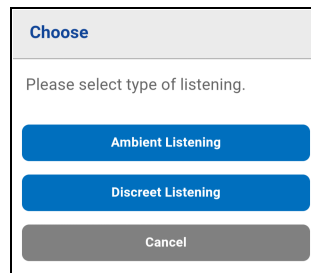 Choose
Please select type of listening.
Ambient Listening
Discreet Listening
Cancel